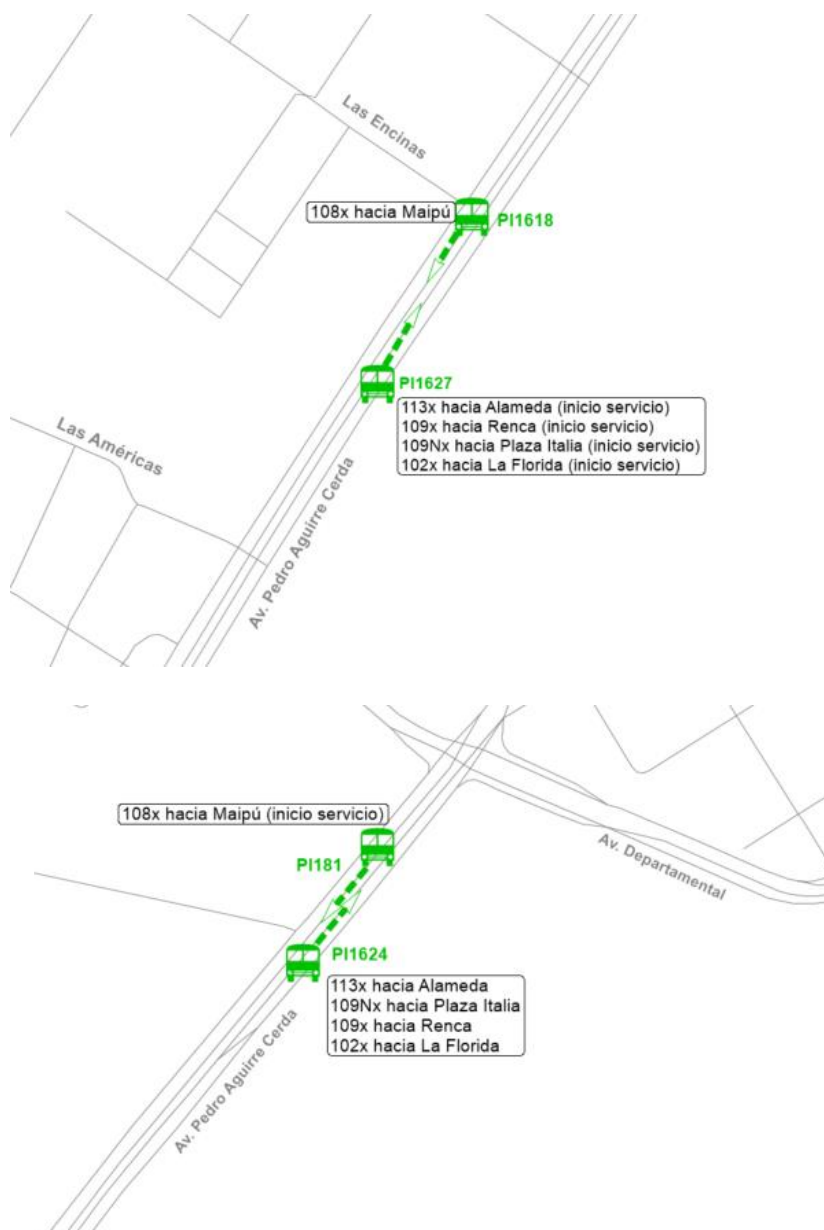 Las Encinas
108x hacia Maipú
PI1618
PI1627
113x hacia Alameda (inicio servicio)
109x hacia Renca (inicio servicio)
109Nx hacia Plaza Italia (inicio servicio)
102x hacia La Florida (inicio servicio)
Las Américas
Av. Pedro Aguirre Cerda
108x hacia Maipú (inicio servicio)
PI181
Av. Departamental
PI1624
113x hacia Alameda
109Nx hacia Plaza Italia
109x hacia Renca
102x hacia La Florida
Av. Pedro Aguirre Cerda